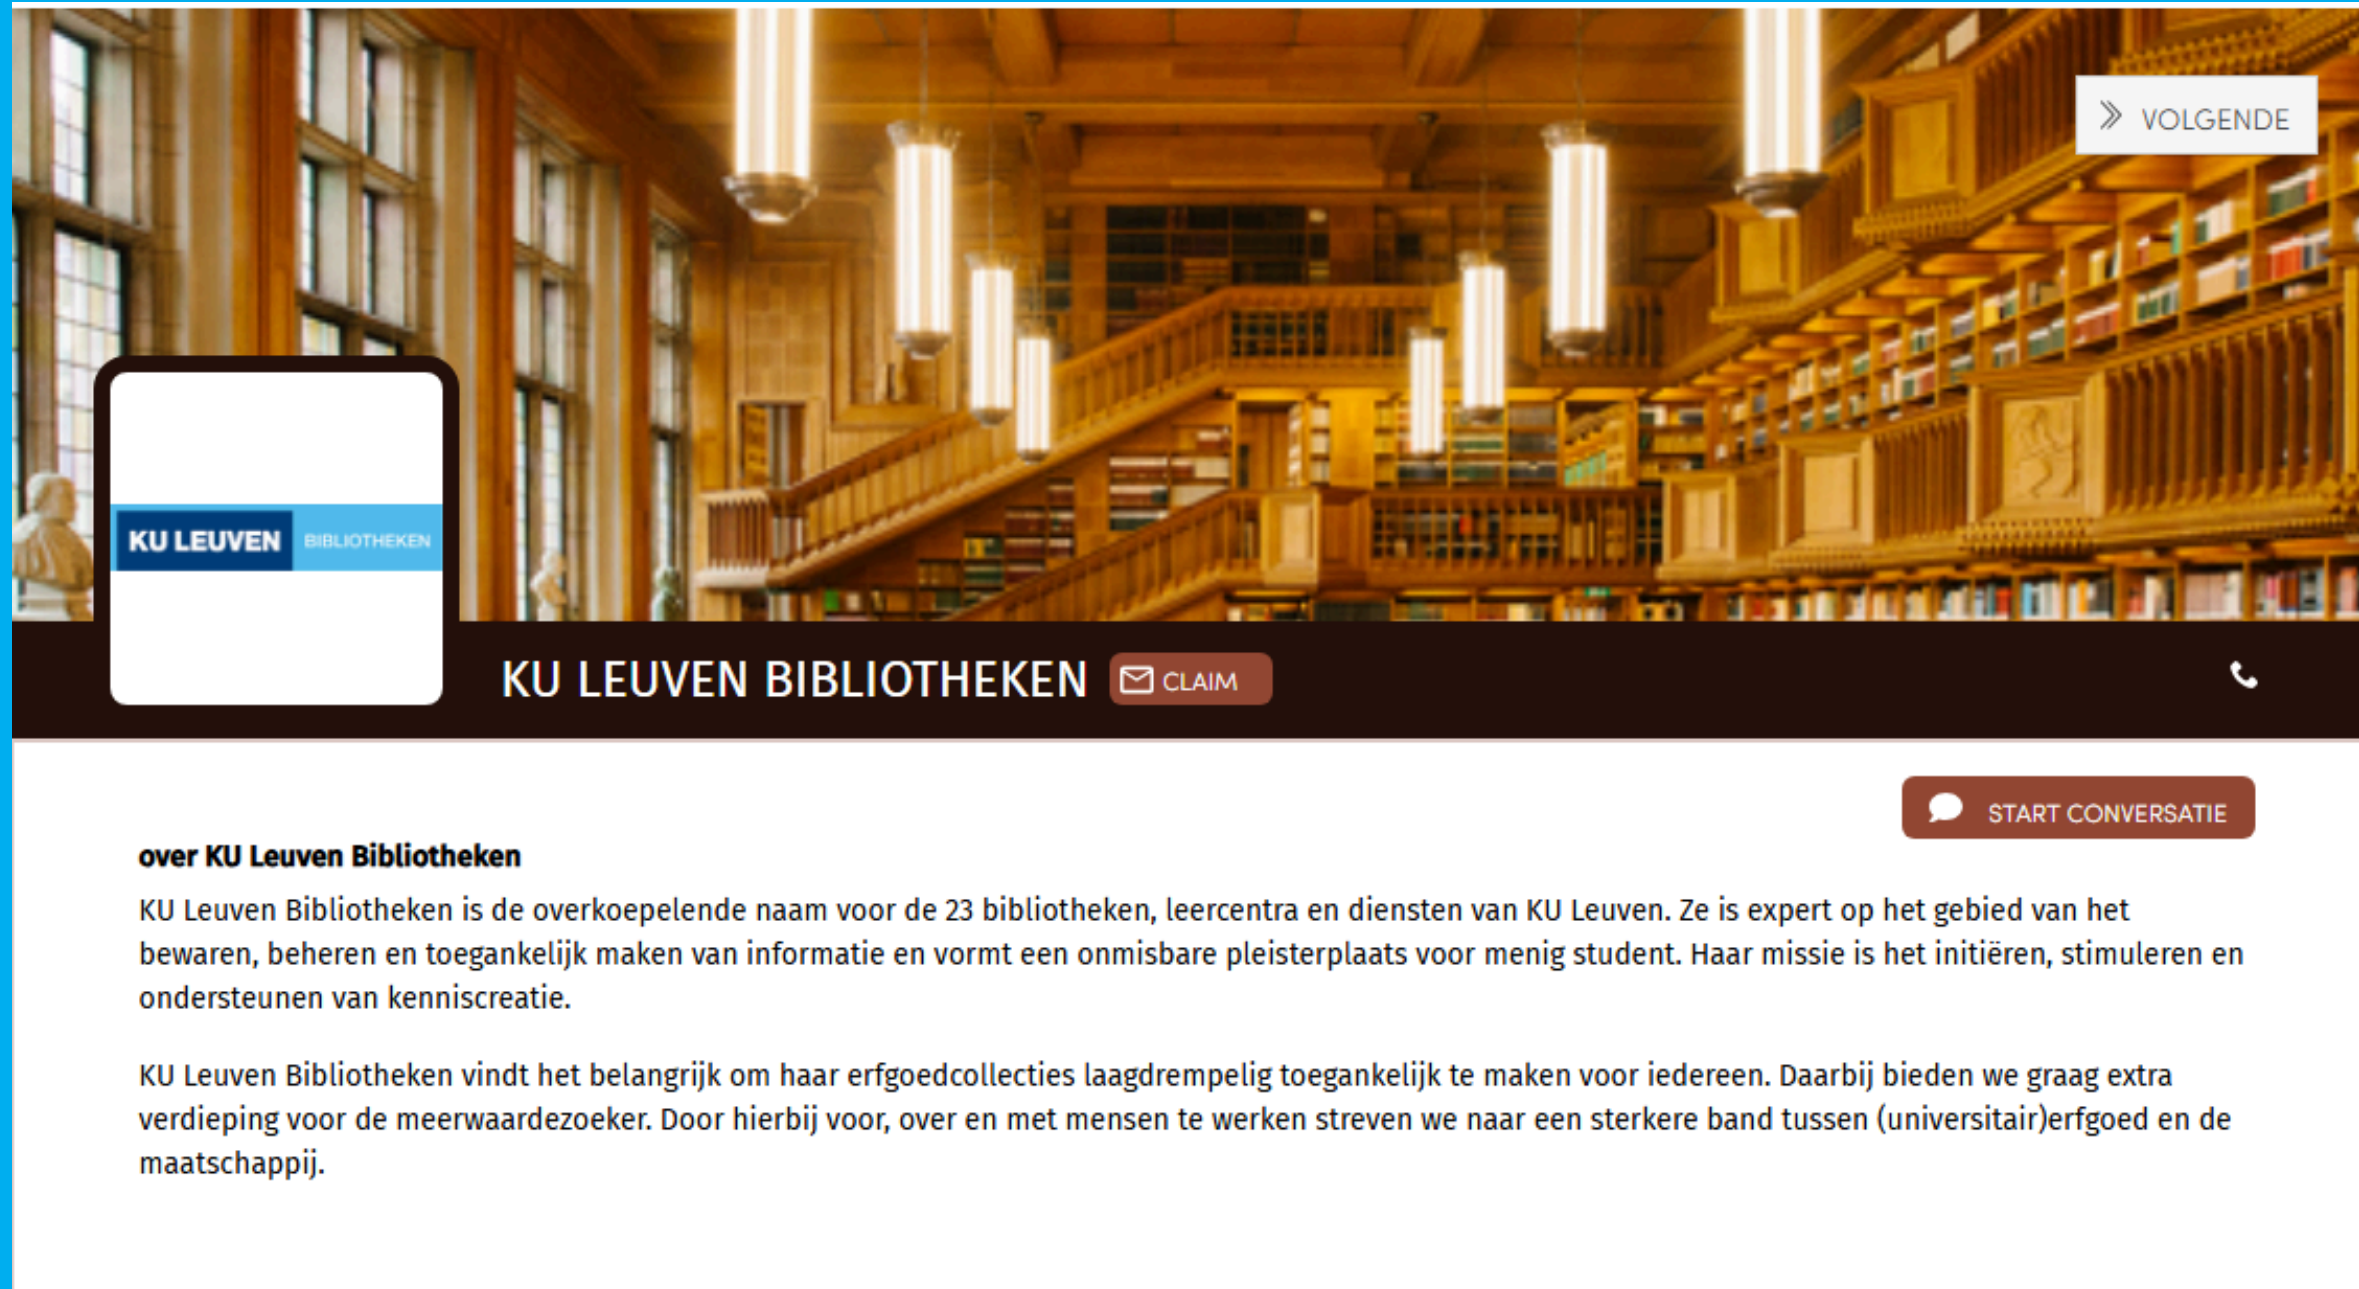 VOLGENDE
KU LEUVEN BIBLIOTHEKEN
KU LEUVEN BIBLIOTHEKEN CLAIM
START CONVERSATIE
over KU Leuven Bibliotheken
KU Leuven Bibliotheken is de overkoepelende naam voor de 23 bibliotheken, leercentra en diensten van KU Leuven. Ze is expert op het gebied van het
bewaren, beheren en toegankelijk maken van informatie en vormt een onmisbare pleisterplaats voor menig student. Haar missie is het initiëren, stimuleren en
ondersteunen van kenniscreatie.
KU Leuven Bibliotheken vindt het belangrijk om haar erfgoedcollecties laagdrempelig toegankelijk te maken voor iedereen. Daarbij bieden we graag extra
verdieping voor de meerwaardezoeker. Door hierbij voor, over en met mensen te werken streven we naar een sterkere band tussen (universitair)erfgoed en de
maatschappij.